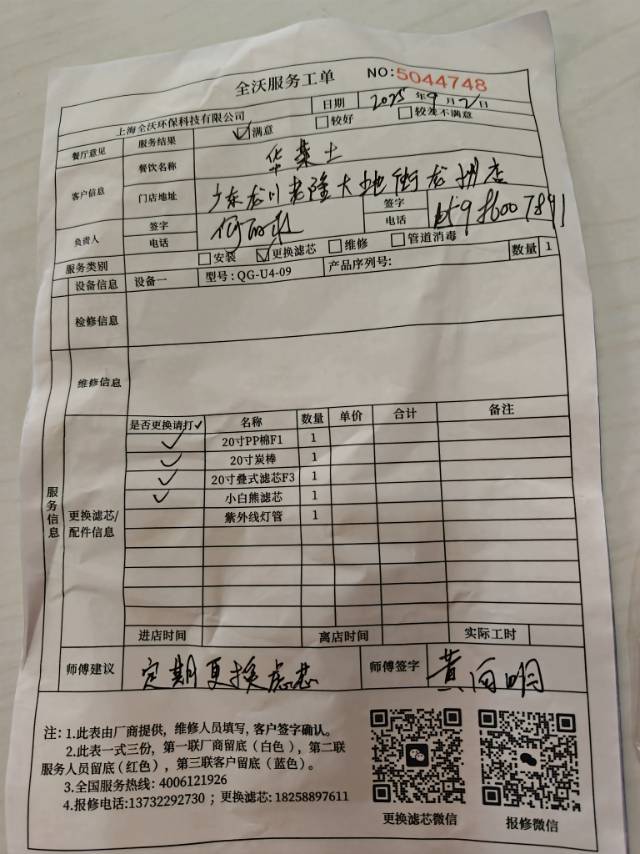 全沃服务工单 NO:5044748
上海全沃环保科技有限公司 日期 2025年9月2日
餐厅意见 服务结果 ☑满意 □较好 □较差不满意
客户信息 餐饮名称 华莱士
门店地址 广东龙川老隆大地街龙川店
负责人 签字 签字
电话 电话
服务类别 □安装 ☑更换滤芯 □维修 □管道消毒
设备信息 设备一 型号: QG-U4-09 产品序列号: 数量 1
检修信息
维修信息
服务信息
更换滤芯/配件信息
是否更换请打✓ 名称 数量 单价 合计 备注
✓ 20寸PP棉F1 1
✓ 20寸炭棒 1
✓ 20寸叠式滤芯F3 1
✓ 小白熊滤芯 1
紫外线灯管 1
进店时间 离店时间 实际工时
师傅建议 定期更换滤芯 师傅签字 黄向明
注: 1.此表由厂商提供，维修人员填写，客户签字确认。
2.此表一式三份，第一联厂商留底（白色），第二联
服务人员留底（红色），第三联客户留底（蓝色）。
3.全国服务热线: 4006121926
4.报修电话:13732292730 ; 更换滤芯: 18258897611
更换滤芯微信 报修微信